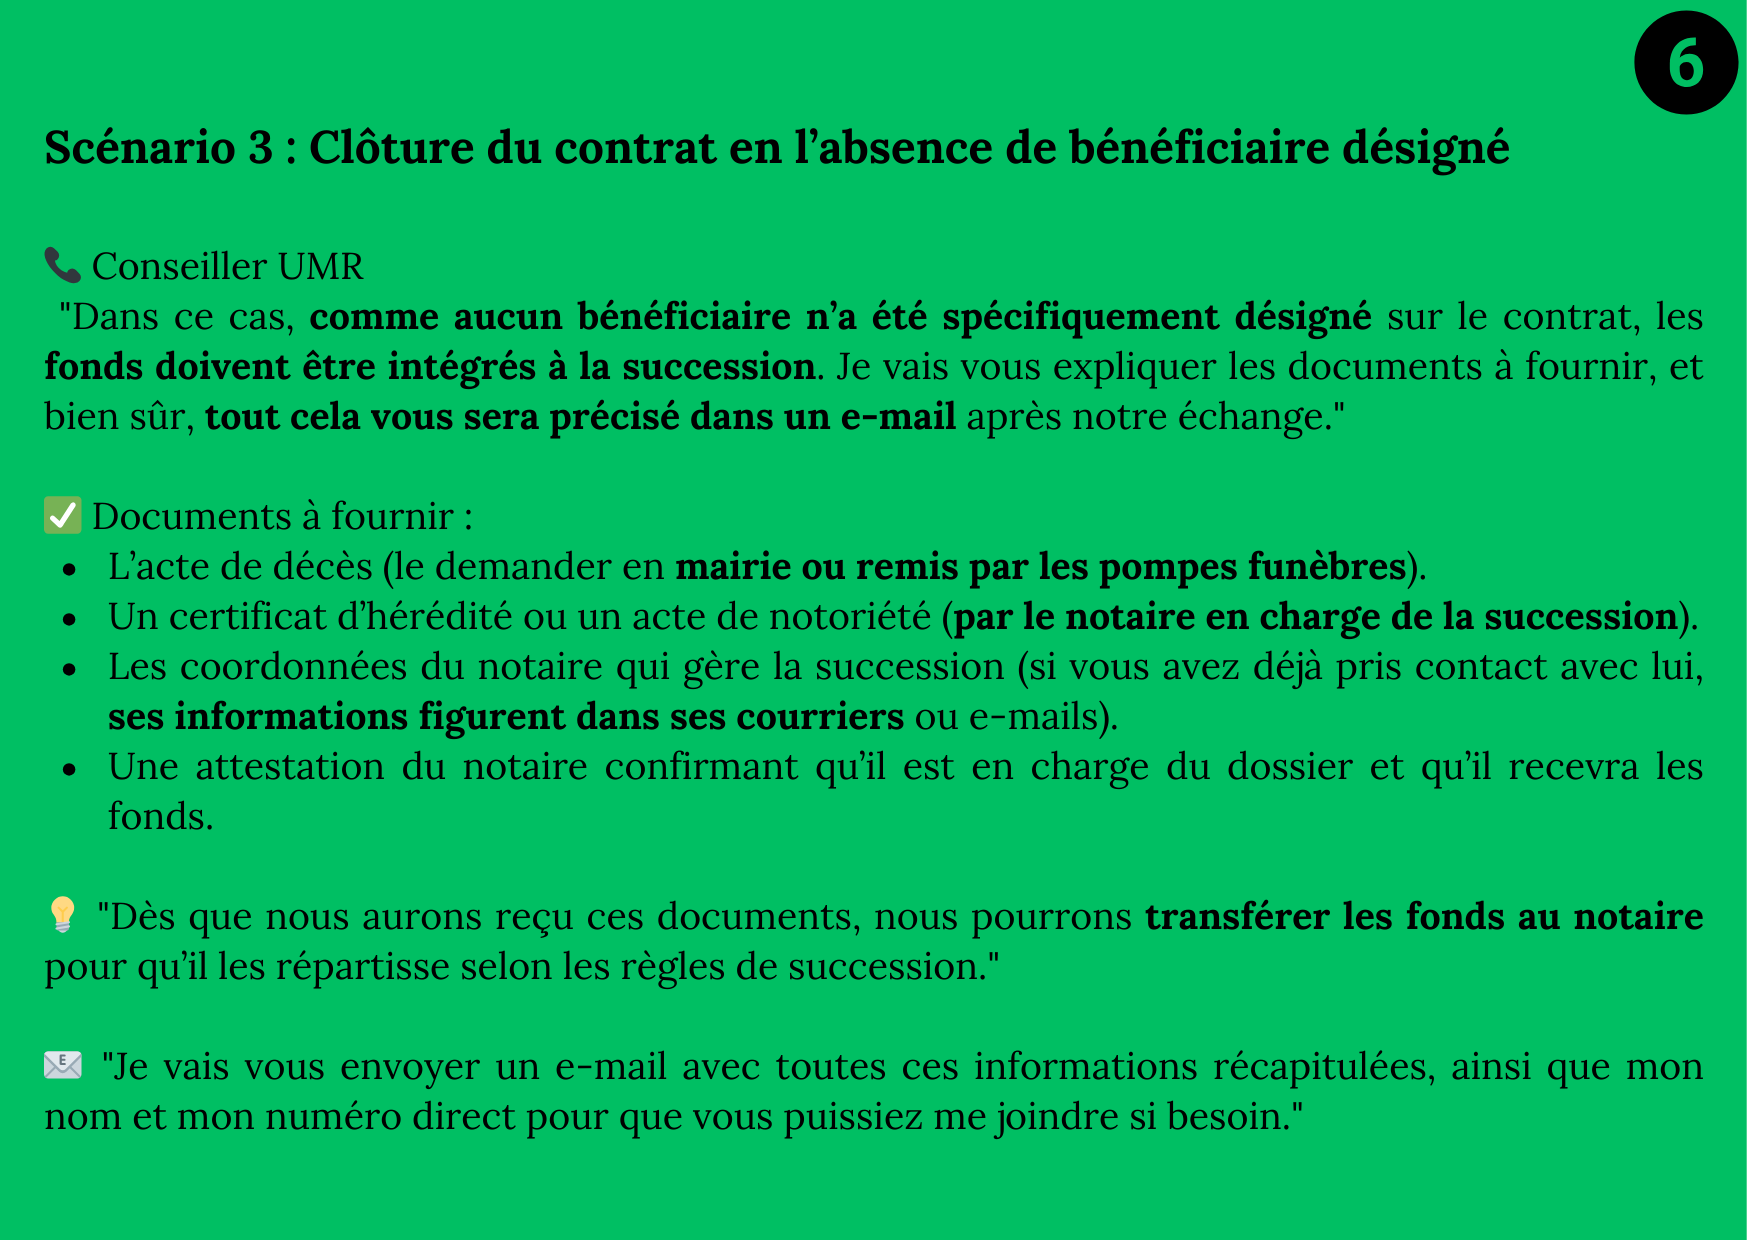 6
Scénario 3 : Clôture du contrat en l’absence de bénéficiaire désigné
📞 Conseiller UMR
"Dans ce cas, comme aucun bénéficiaire n’a été spécifiquement désigné sur le contrat, les
fonds doivent être intégrés à la succession. Je vais vous expliquer les documents à fournir, et
bien sûr, tout cela vous sera précisé dans un e-mail après notre échange."
✅ Documents à fournir :
• L’acte de décès (le demander en mairie ou remis par les pompes funèbres).
• Un certificat d’hérédité ou un acte de notoriété (par le notaire en charge de la succession).
• Les coordonnées du notaire qui gère la succession (si vous avez déjà pris contact avec lui,
ses informations figurent dans ses courriers ou e-mails).
• Une attestation du notaire confirmant qu’il est en charge du dossier et qu’il recevra les
fonds.
💡 "Dès que nous aurons reçu ces documents, nous pourrons transférer les fonds au notaire
pour qu’il les répartisse selon les règles de succession."
📧 "Je vais vous envoyer un e-mail avec toutes ces informations récapitulées, ainsi que mon
nom et mon numéro direct pour que vous puissiez me joindre si besoin."